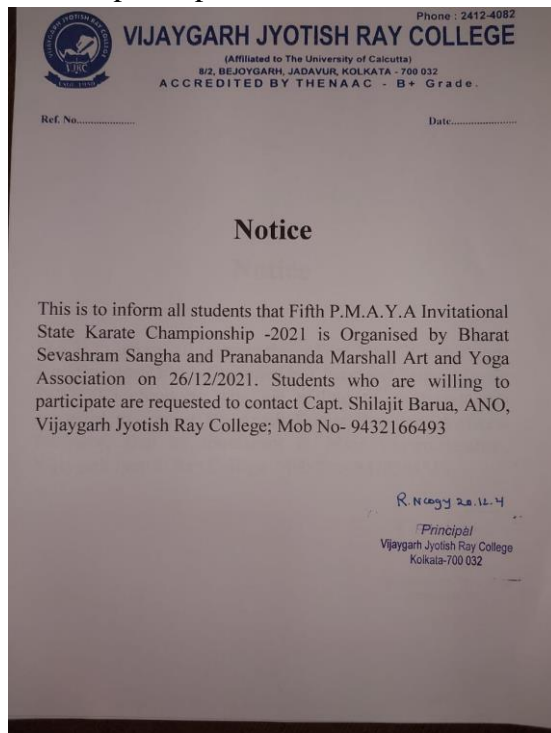 Phone : 2412-4082
VIJAYGARH JYOTISH RAY COLLEGE
(Affiliated to The University of Calcutta)
8/2, BEJOYGARH, JADAVUR, KOLKATA - 700 032
ACCREDITED BY THENAAC - B+ Grade.
Ref. No....................
Date......................
Notice
This is to inform all students that Fifth P.M.A.Y.A Invitational
State Karate Championship -2021 is Organised by Bharat
Sevashram Sangha and Pranabananda Marshall Art and Yoga
Association on 26/12/2021. Students who are willing to
participate are requested to contact Capt. Shilajit Barua, ANO,
Vijaygarh Jyotish Ray College; Mob No- 9432166493
Principal
Vijaygarh Jyotish Ray College
Kolkata-700 032